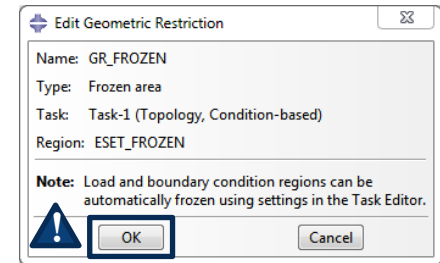 Edit Geometric Restriction
Name: GR_FROZEN
Type: Frozen area
Task: Task-1 (Topology, Condition-based)
Region: ESET_FROZEN
Note: Load and boundary condition regions can be
automatically frozen using settings in the Task Editor.
OK Cancel